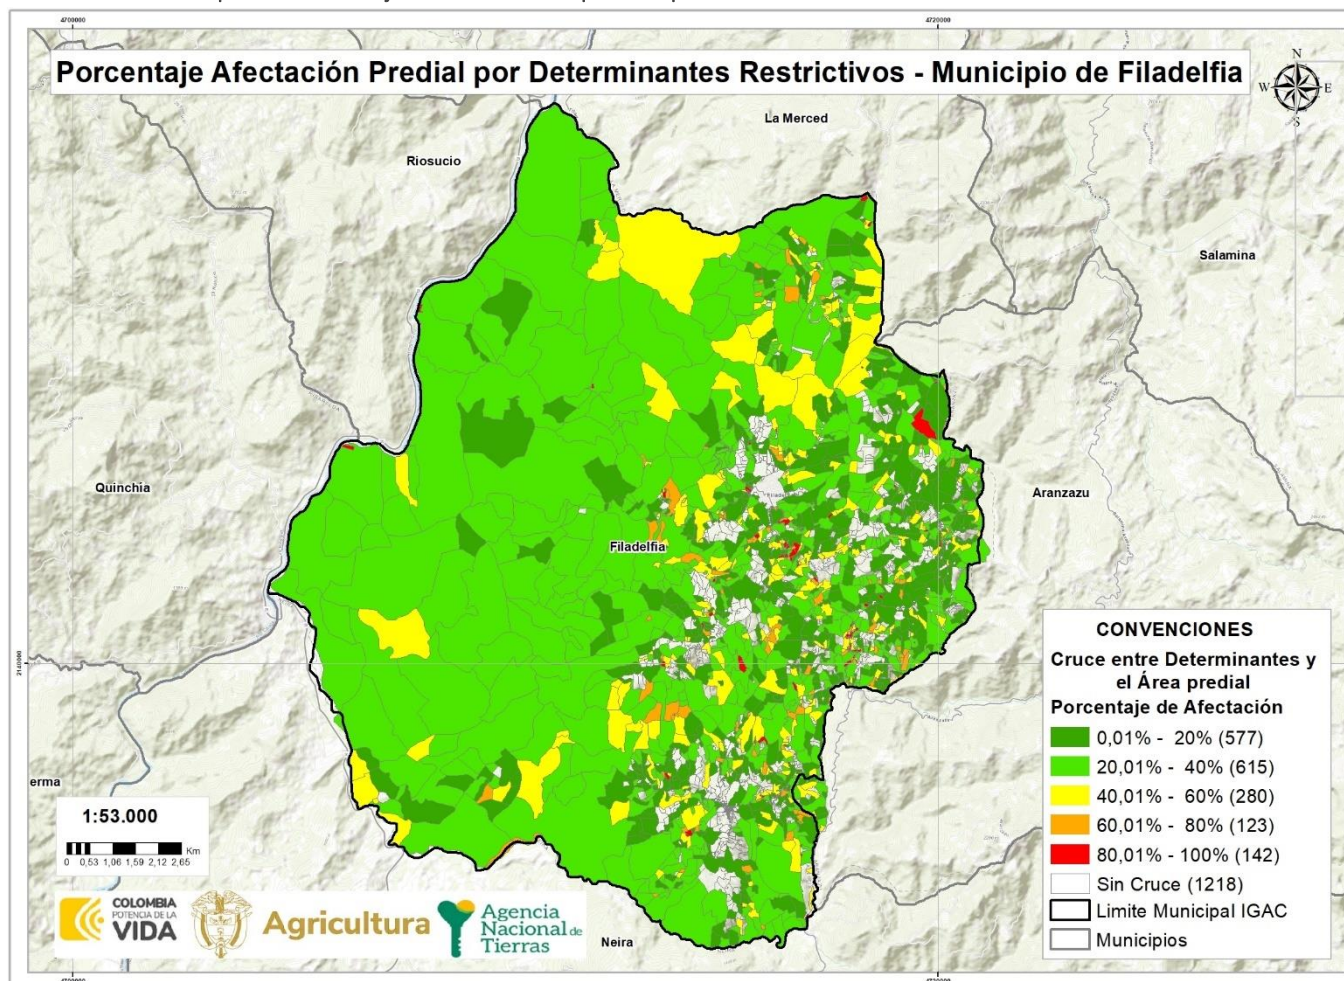 4700000
4720000
Porcentaje Afectación Predial por Determinantes Restrictivos - Municipio de Filadelfia
N
W
E
S
La Merced
Riosucio
Salamina
Quinchía
Aranzazu
Filadelfia
2140000
erma
Neira
1:53.000
0 0,53 1,06 1,59 2,12 2,65 Km
COLOMBIA
POTENCIA DE LA
VIDA
Agricultura
Agencia
Nacional de
Tierras
CONVENCIONES
Cruce entre Determinantes y
el Área predial
Porcentaje de Afectación
0,01% - 20% (577)
20,01% - 40% (615)
40,01% - 60% (280)
60,01% - 80% (123)
80,01% - 100% (142)
Sin Cruce (1218)
Limite Municipal IGAC
Municipios